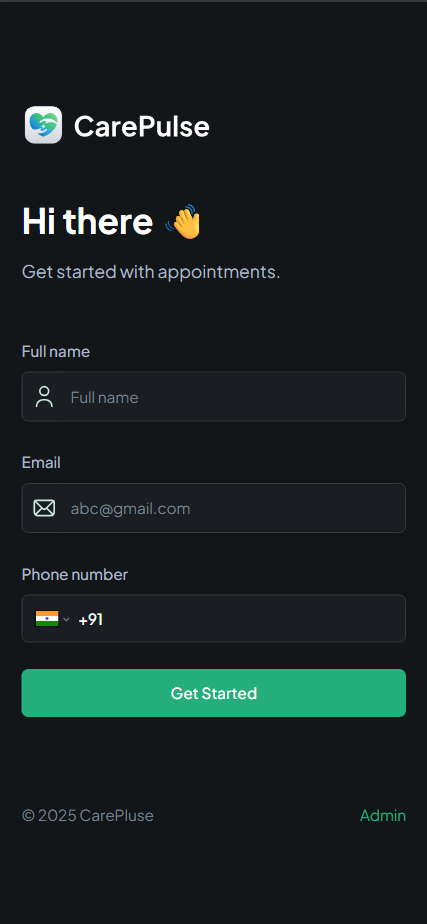 CarePulse
Hi there 👋
Get started with appointments.
Full name
Full name
Email
abc@gmail.com
Phone number
+91
Get Started
© 2025 CarePluse Admin